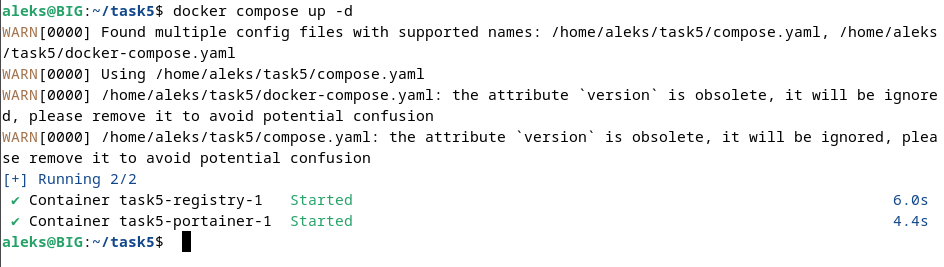 aleks@BIG:~/task5$ docker compose up -d
WARN[0000] Found multiple config files with supported names: /home/aleks/task5/compose.yaml, /home/aleks
/task5/docker-compose.yaml
WARN[0000] Using /home/aleks/task5/compose.yaml
WARN[0000] /home/aleks/task5/docker-compose.yaml: the attribute `version` is obsolete, it will be ignore
d, please remove it to avoid potential confusion
WARN[0000] /home/aleks/task5/compose.yaml: the attribute `version` is obsolete, it will be ignored, plea
se remove it to avoid potential confusion
[+] Running 2/2
✔ Container task5-registry-1 Started 6.0s
✔ Container task5-portainer-1 Started 4.4s
aleks@BIG:~/task5$